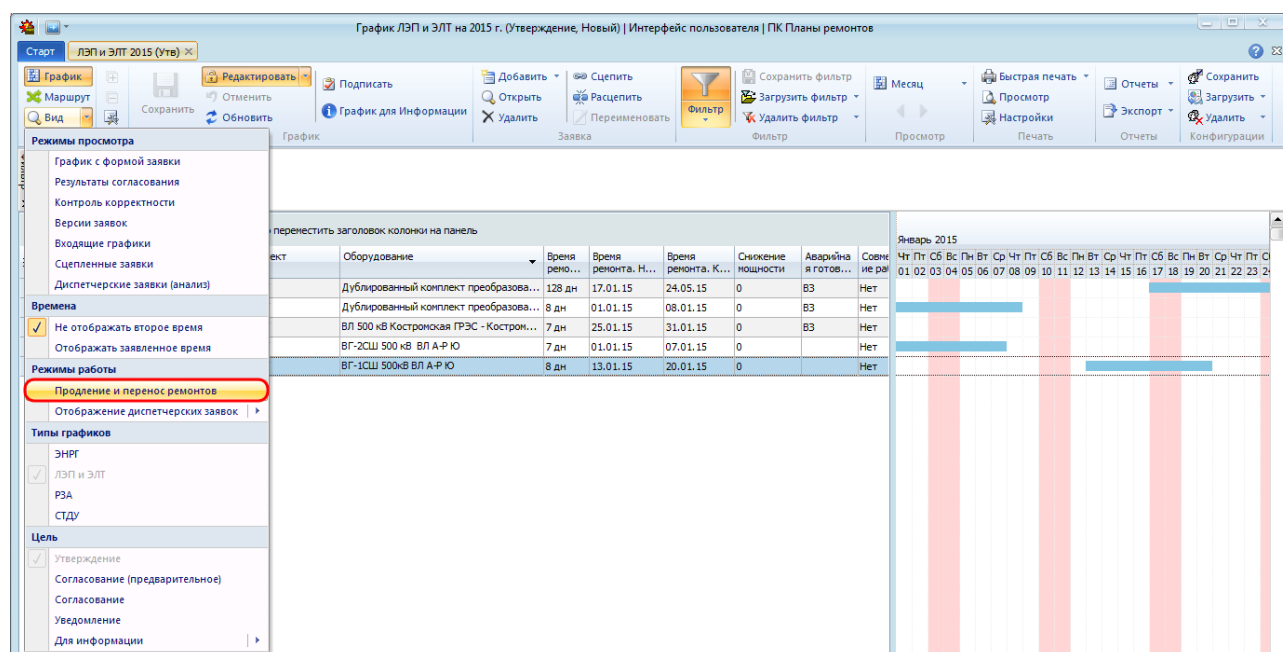 График ЛЭП и ЭЛТ на 2015 г. (Утверждение, Новый) | Интерфейс пользователя | ПК Планы ремонтов
Старт ЛЭП и ЭЛТ 2015 (Утв)
График Редактировать Подписать Добавить Сцепить Сохранить фильтр Месяц Быстрая печать Отчеты Сохранить
Маршрут Сохранить Отменить Открыть Расцепить Фильтр Загрузить фильтр Просмотр Экспорт Загрузить
Вид Обновить График для Информации Удалить Переименовать Удалить фильтр Настройки Удалить
График Заявка Фильтр Просмотр Печать Отчеты Конфигурации
Режимы просмотра
График с формой заявки
Результаты согласования
Контроль корректности
Версии заявок
Входящие графики
Сцепленные заявки
Диспетчерские заявки (анализ)
Времена
Не отображать второе время
Отображать заявленное время
Режимы работы
Продление и перенос ремонтов
Отображение диспетчерских заявок
Типы графиков
ЭНРГ
ЛЭП и ЭЛТ
РЗА
СТДУ
Цель
Утверждение
Согласование (предварительное)
Согласование
Уведомление
Для информации
переместить заголовок колонки на панель
ект Оборудование Время ремо... Время ремонта. Н... Время ремонта. К... Снижение мощности Аварийна я готов... Совме ие ра
Дублированный комплект преобразова... 128 дн 17.01.15 24.05.15 0 ВЗ Нет
Дублированный комплект преобразова... 8 дн 01.01.15 08.01.15 0 ВЗ Нет
ВЛ 500 кВ Костромская ГРЭС - Костром... 7 дн 25.01.15 31.01.15 0 ВЗ Нет
ВГ-2СШ 500 кВ ВЛ А-Р Ю 7 дн 01.01.15 07.01.15 0 Нет
ВГ-1СШ 500кВ ВЛ А-Р Ю 8 дн 13.01.15 20.01.15 0 Нет
Январь 2015
Чт Пт Сб Вс Пн Вт Ср Чт Пт Сб Вс Пн Вт Ср Чт Пт Сб Вс Пн Вт Ср Чт Пт
01 02 03 04 05 06 07 08 09 10 11 12 13 14 15 16 17 18 19 20 21 22 23